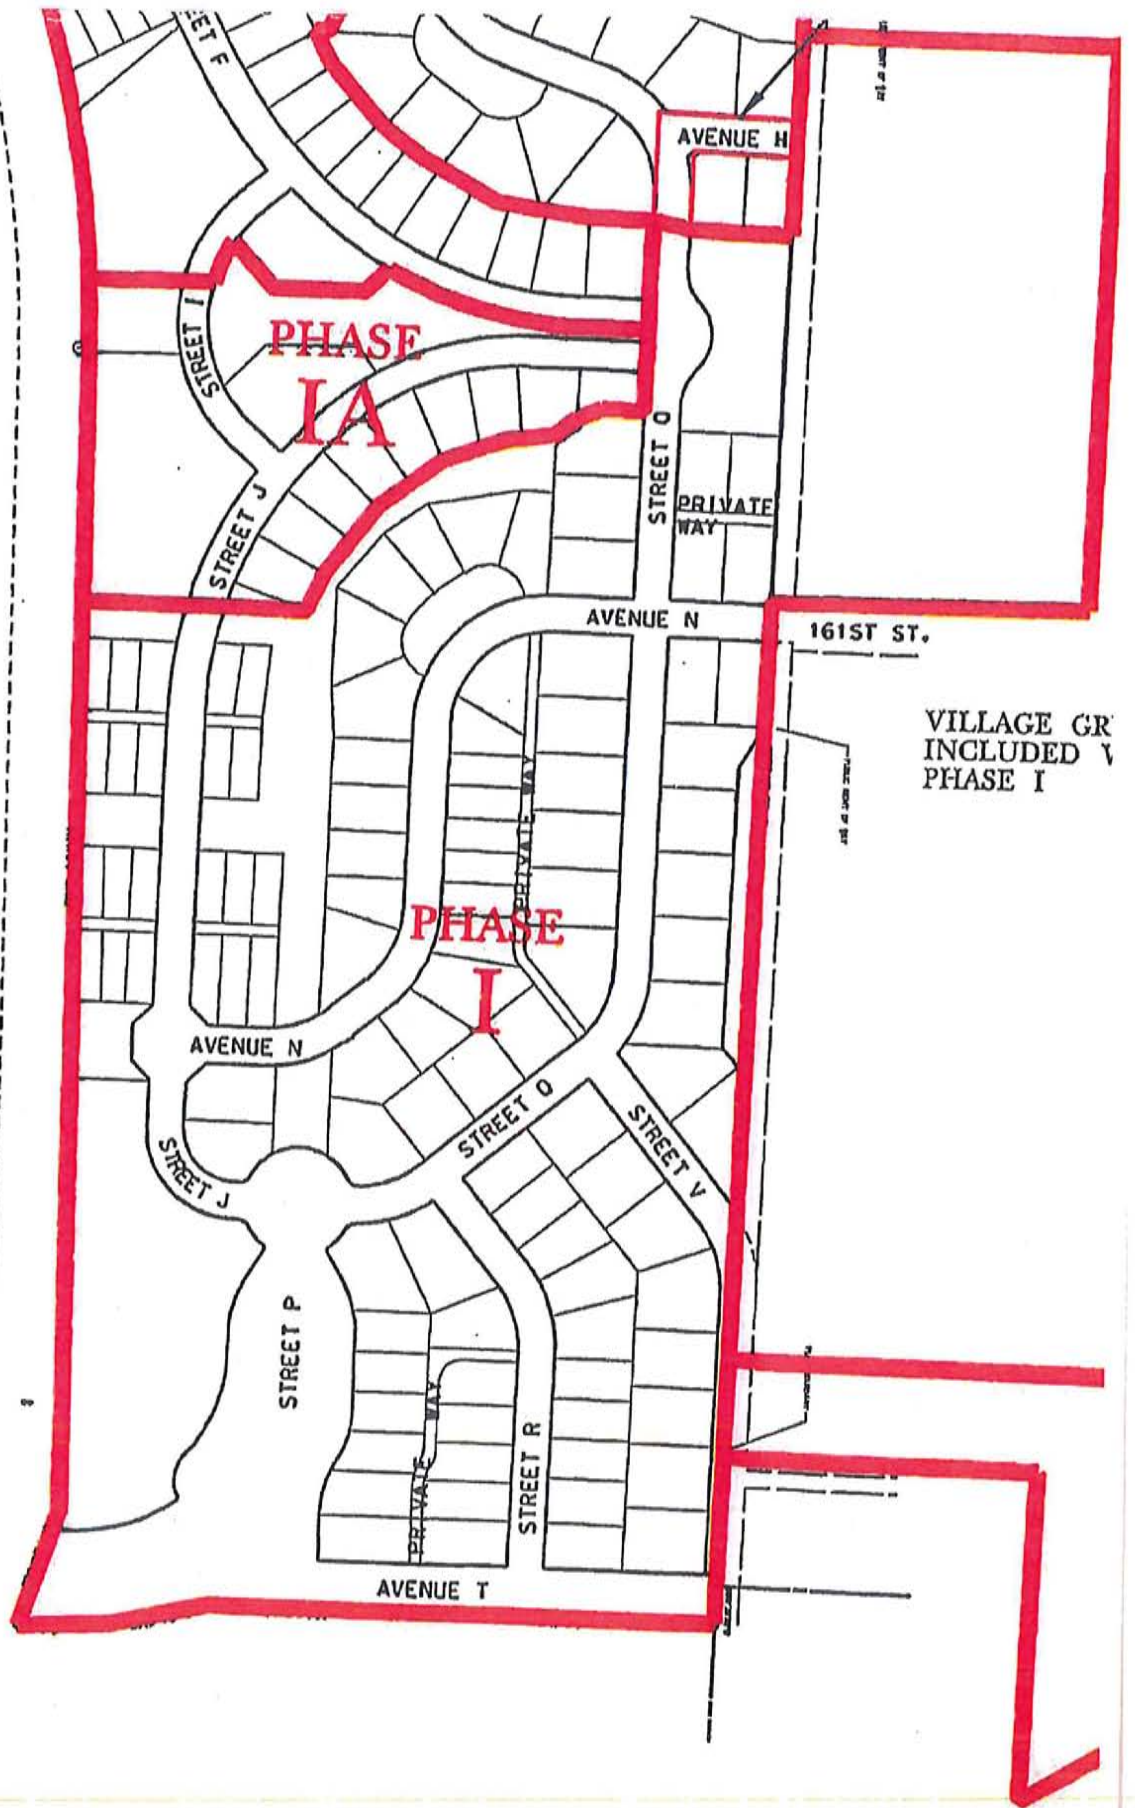 EET F
AVENUE H
STREET I
PHASE
IA
STREET J
STREET O
PRIVATE
WAY
AVENUE N
161ST ST.
VILLAGE GR
INCLUDED
PHASE I
PRIVATE WAY
PHASE
I
AVENUE N
STREET O
STREET V
STREET J
STREET P
PRIVATE WAY
STREET R
AVENUE T